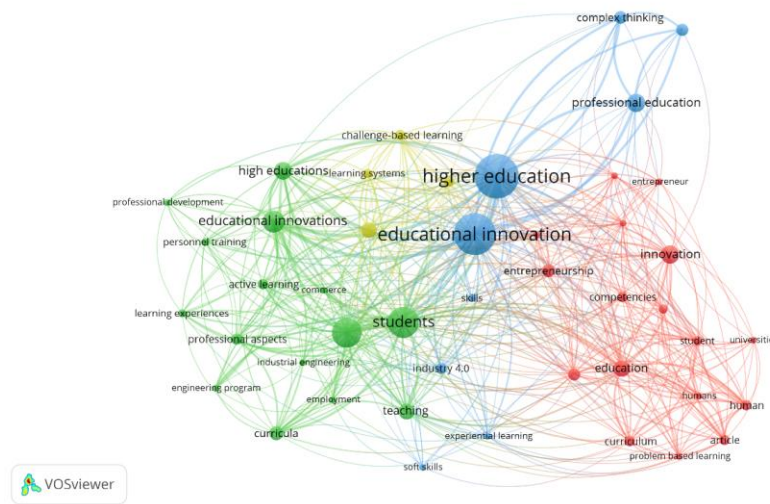 complex thinking
professional education
challenge-based learning
high educations
learning systems
higher education
entrepreneur
professional development
educational innovations
personnel training
educational innovation
innovation
entrepreneurship
active learning
commerce
skills
competencies
learning experiences
students
professional aspects
student
industrial engineering
industry 4.0
education
engineering program
employment
humans
human
teaching
curricula
experiential learning
curriculum
article
problem based learning
soft skills
VOSviewer